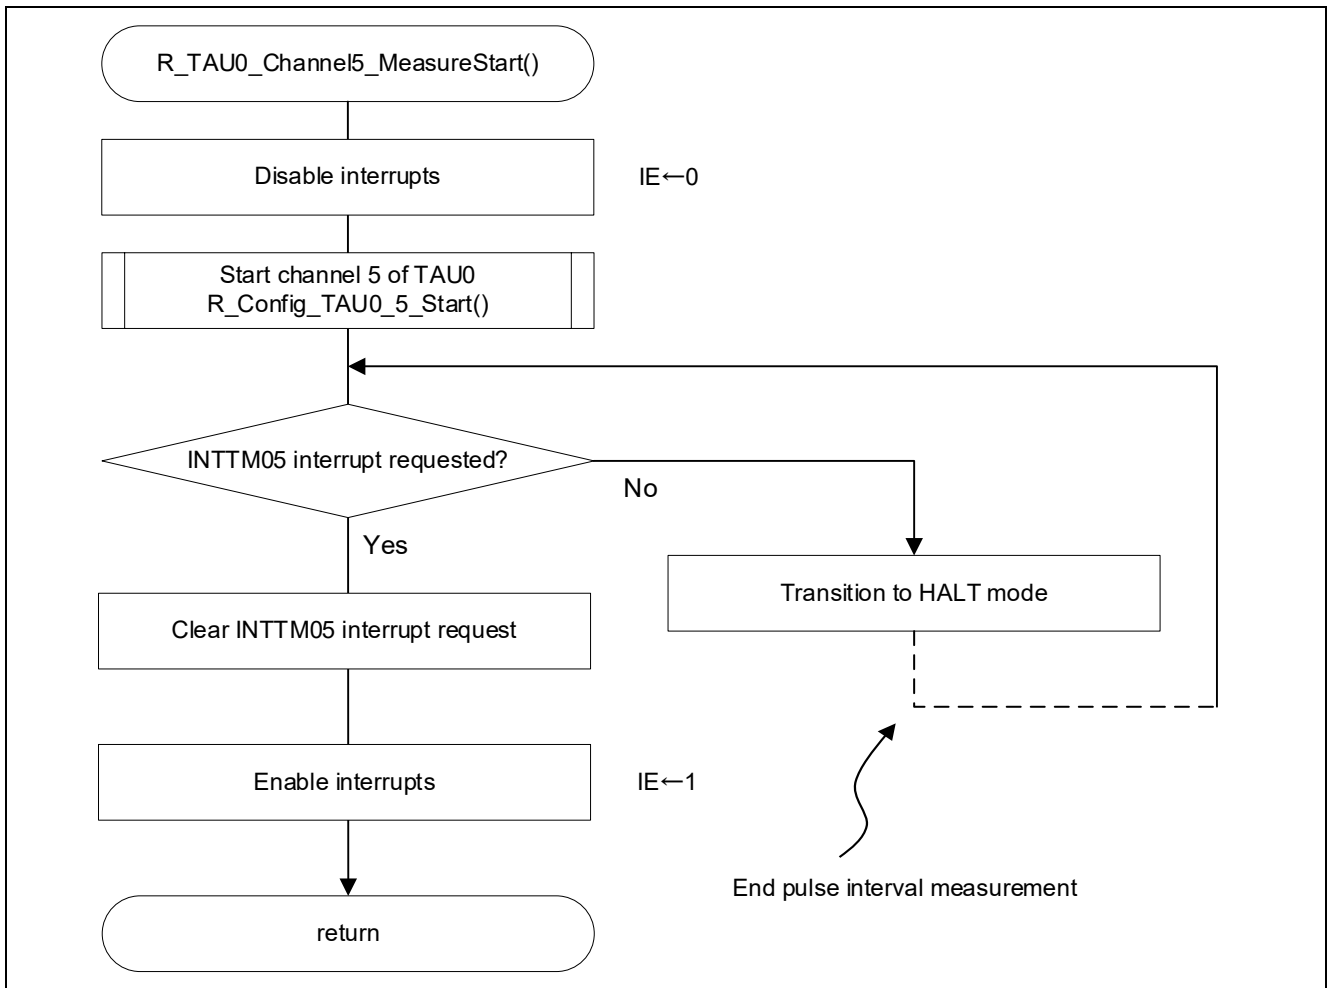 R_TAU0_Channel5_MeasureStart()
Disable interrupts
IE←0
Start channel 5 of TAU0
R_Config_TAU0_5_Start()
INTTM05 interrupt requested?
No
Yes
Transition to HALT mode
Clear INTTM05 interrupt request
Enable interrupts
IE←1
End pulse interval measurement
return